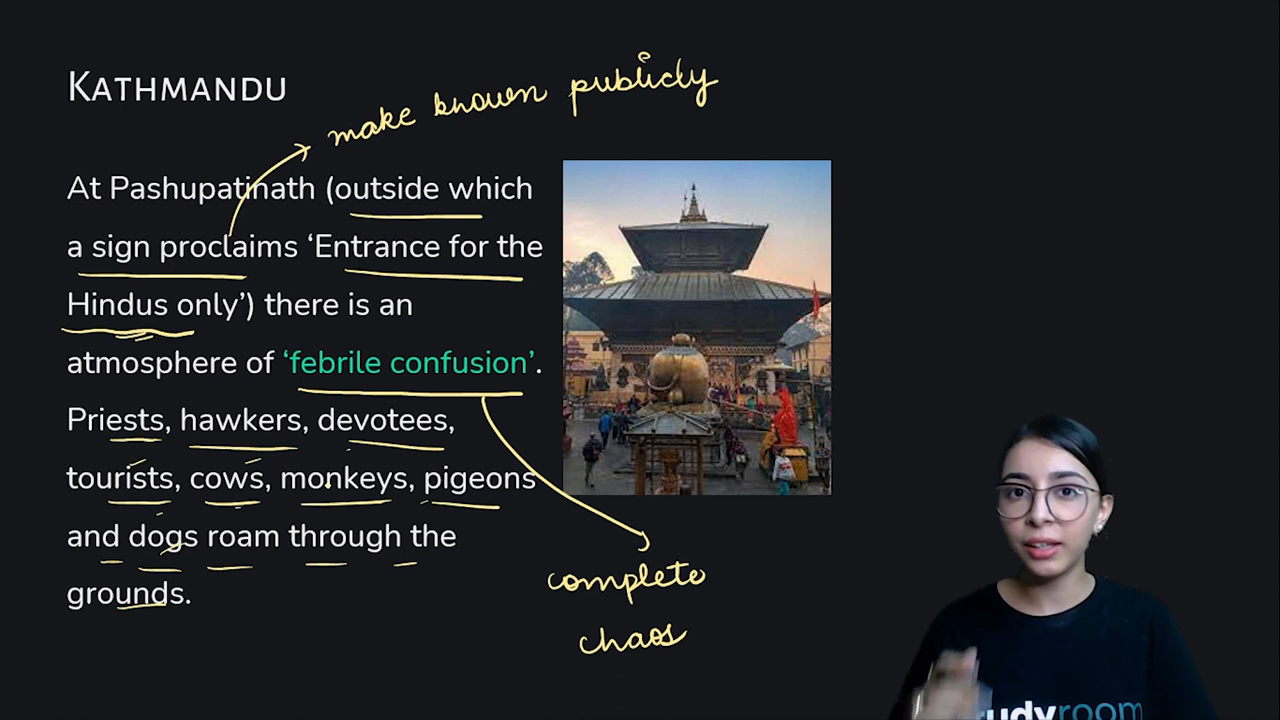 KATHMANDU
make known publicly
At Pashupatinath (outside which
a sign proclaims ‘Entrance for the
Hindus only’) there is an
atmosphere of ‘febrile confusion’.
Priests, hawkers, devotees,
tourists, cows, monkeys, pigeons
and dogs roam through the
grounds.
complete
chaos
udyroom